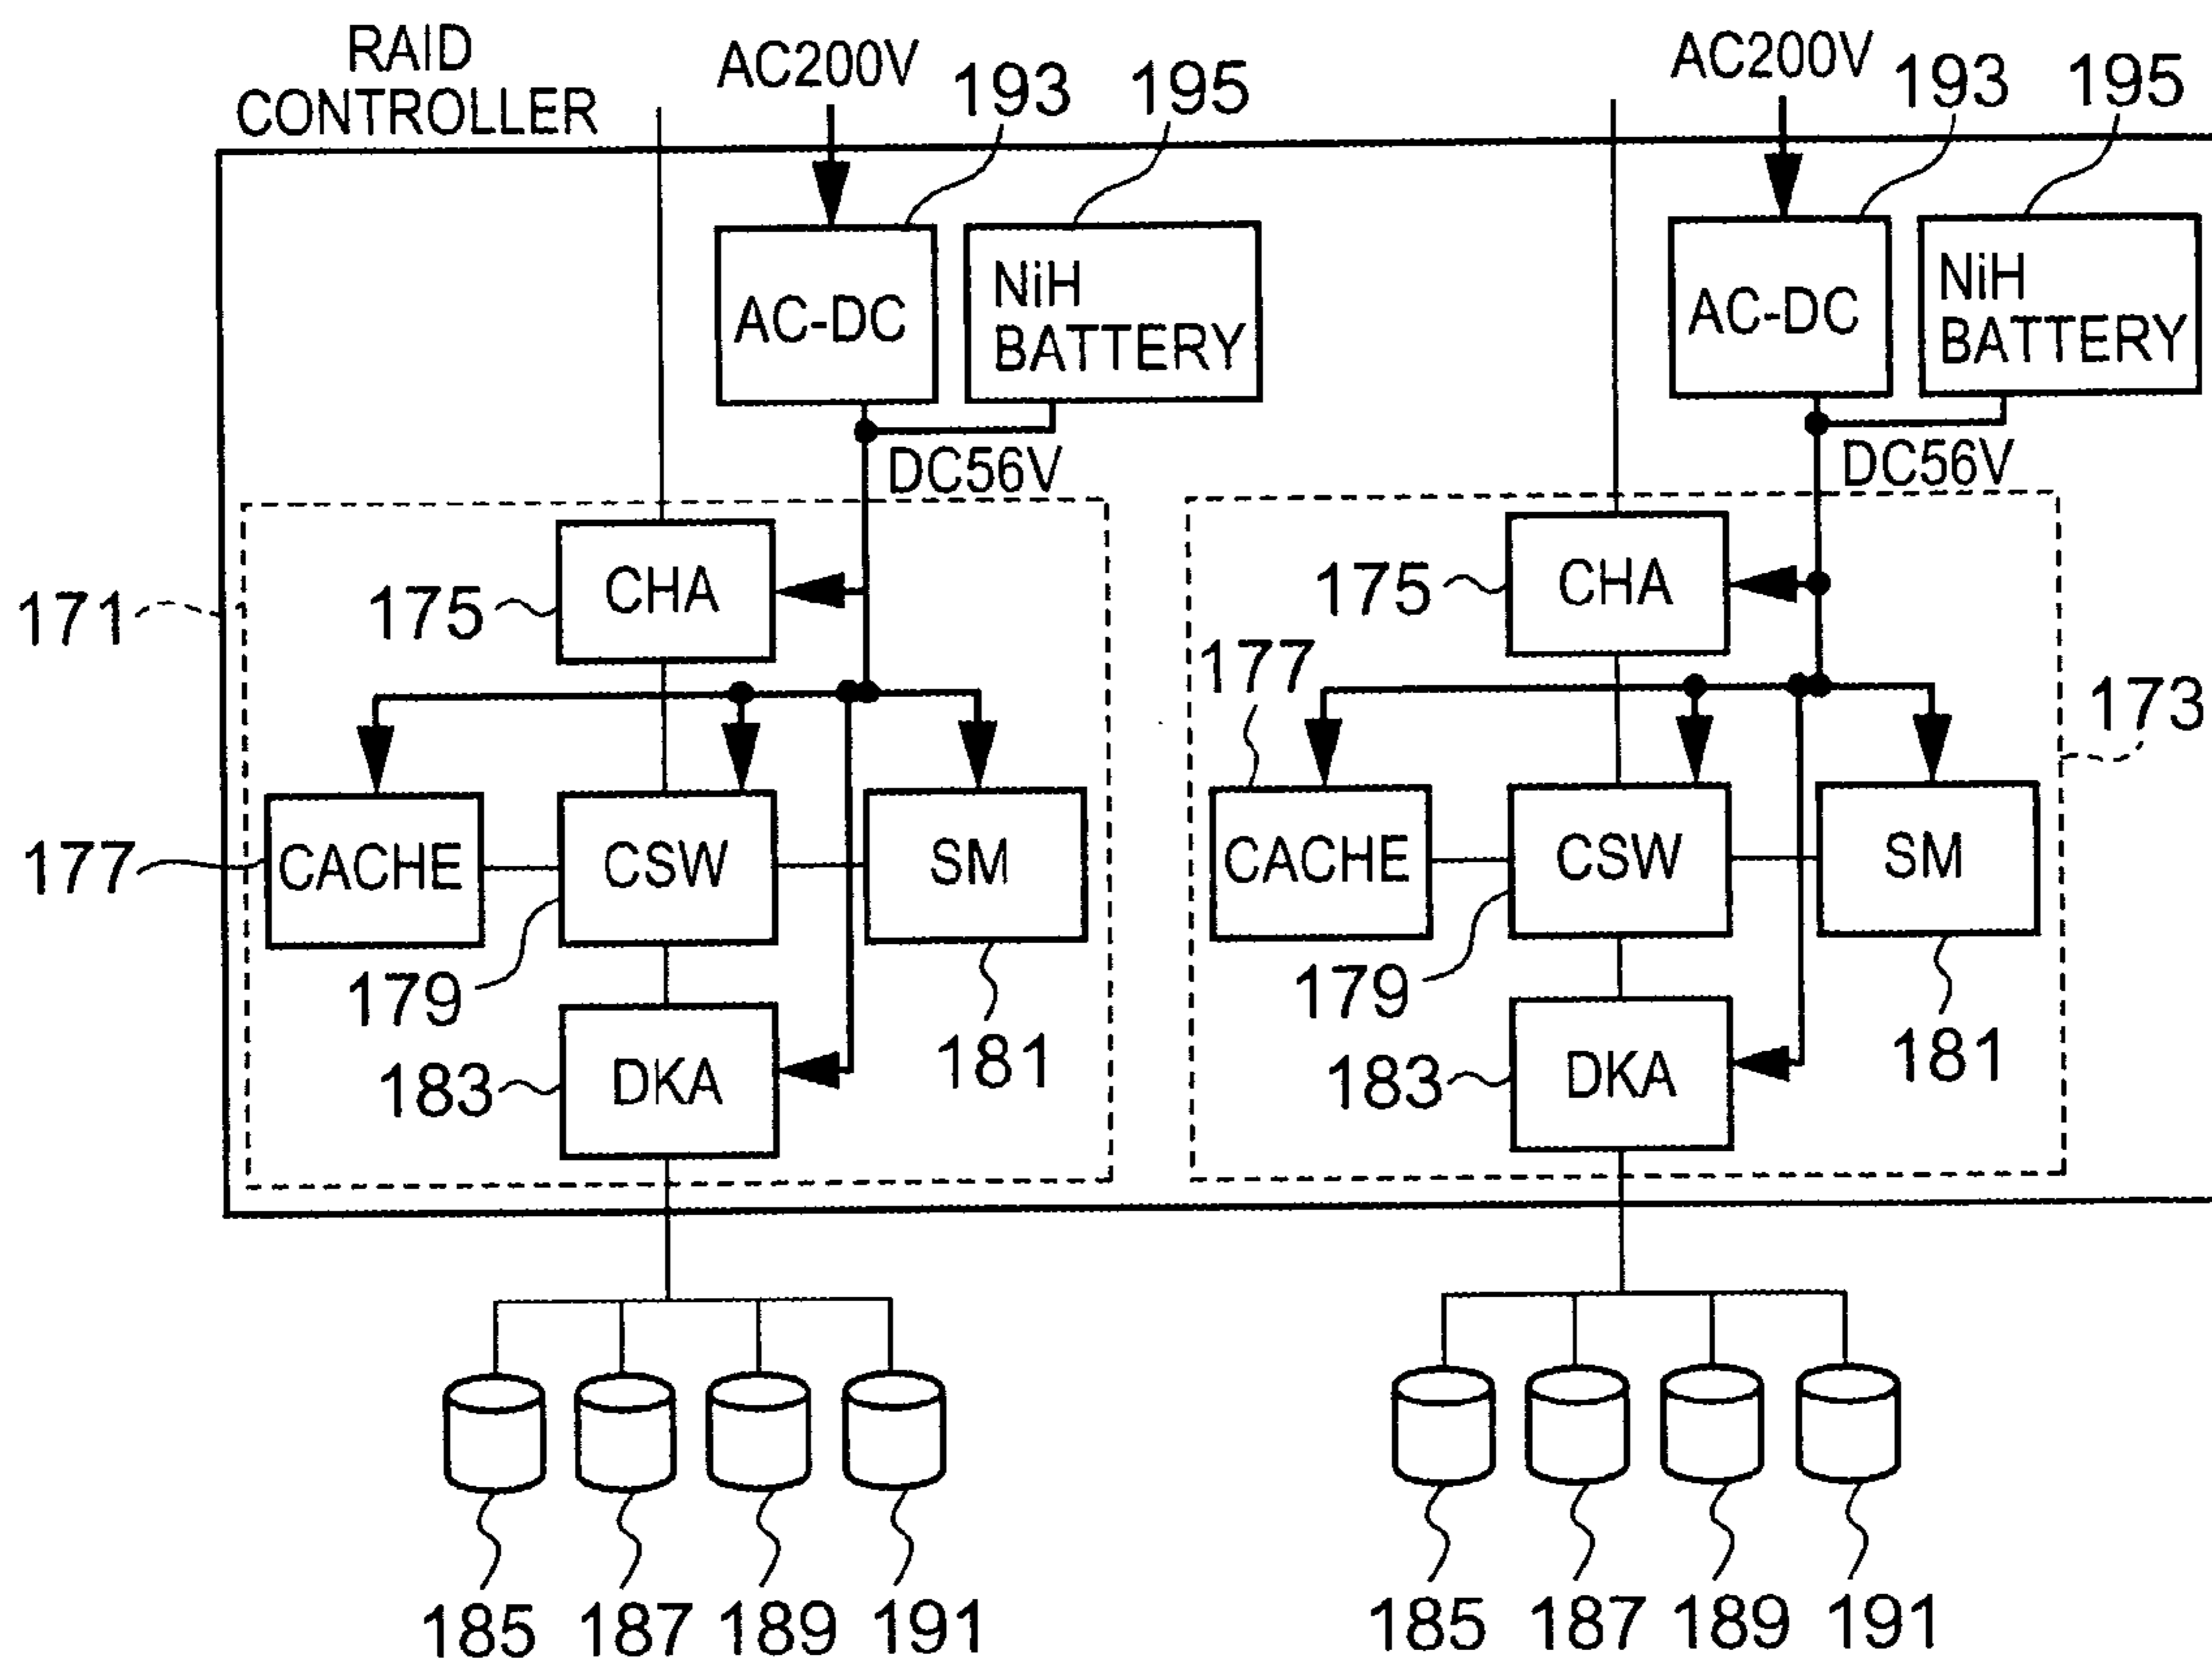 RAID
CONTROLLER
AC200V
193
195
AC200V
193
195
AC-DC
NiH
BATTERY
AC-DC
NiH
BATTERY
DC56V
DC56V
171
175
CHA
175
CHA
177
173
177
CACHE
CSW
SM
CACHE
CSW
SM
179
181
179
181
183
DKA
183
DKA
185
187
189
191
185
187
189
191